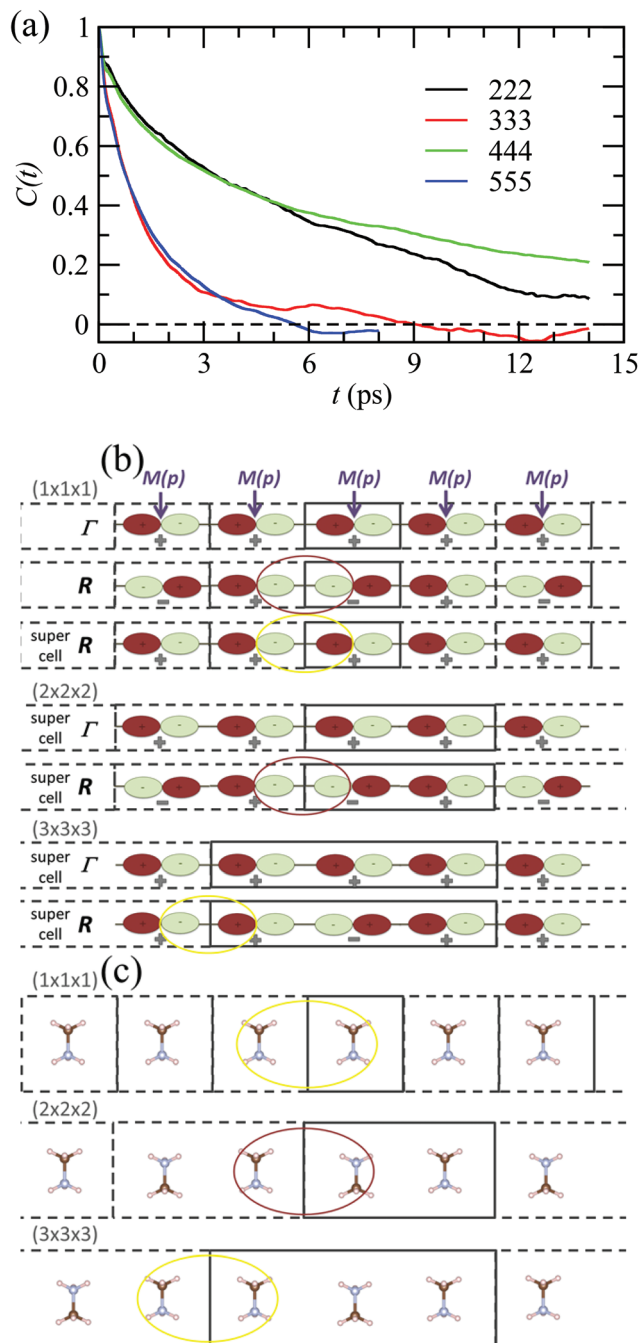 (a)
1
0.8
0.6
0.4
0.2
0
C(t)
222
333
444
555
0 3 6 9 12 15
t (ps)
(b)
(1x1x1) M(p) M(p) M(p) M(p) M(p)
Γ + - + - + - + - + -
+ + + + +
R - + + - - + + - - +
− + − + −
super cell R + - + - + - + - + -
+ + + + +
(2x2x2)
super cell Γ + - + - + - + - + -
+ + + + +
super cell R - + + - - + + - - +
− + − + −
(3x3x3)
super cell Γ + - + - + - + - + -
+ + + + +
super cell R + - + - - + + - + -
+ + − + +
(c)
(1x1x1)
(2x2x2)
(3x3x3)